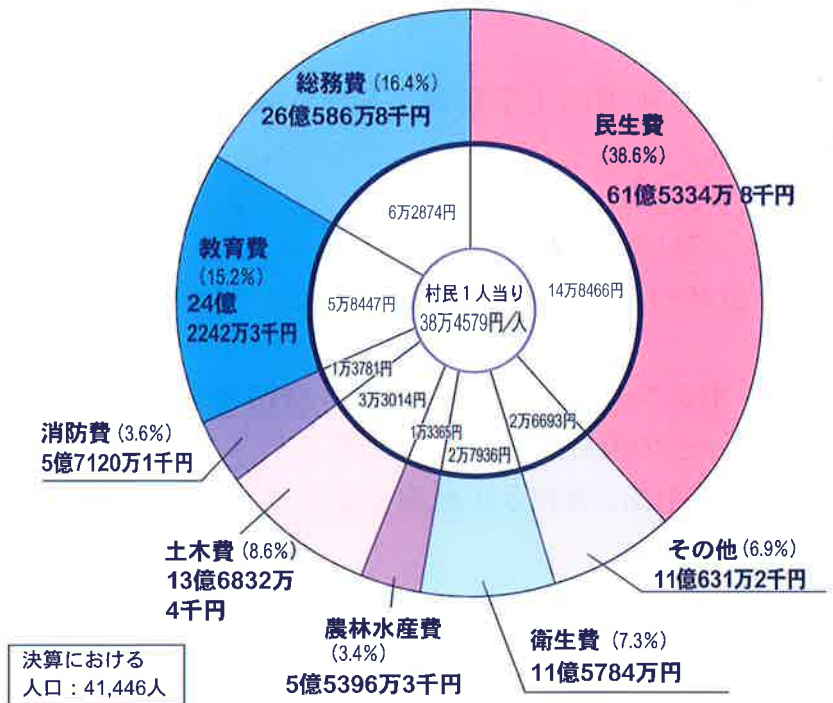 総務費 (16.4%)
26億586万8千円
民生費
(38.6%)
61億5334万8千円
6万2874円
14万8466円
教育費
(15.2%)
24億
2242万3千円
5万8447円
村民1人当り
38万4579円/人
1万3781円
3万3014円
1万3365円
2万7936円
2万6693円
消防費 (3.6%)
5億7120万1千円
土木費 (8.6%)
13億6832万
4千円
農林水産費
(3.4%)
5億5396万3千円
衛生費 (7.3%)
11億5784万円
その他 (6.9%)
11億631万2千円
決算における
人口：41,446人